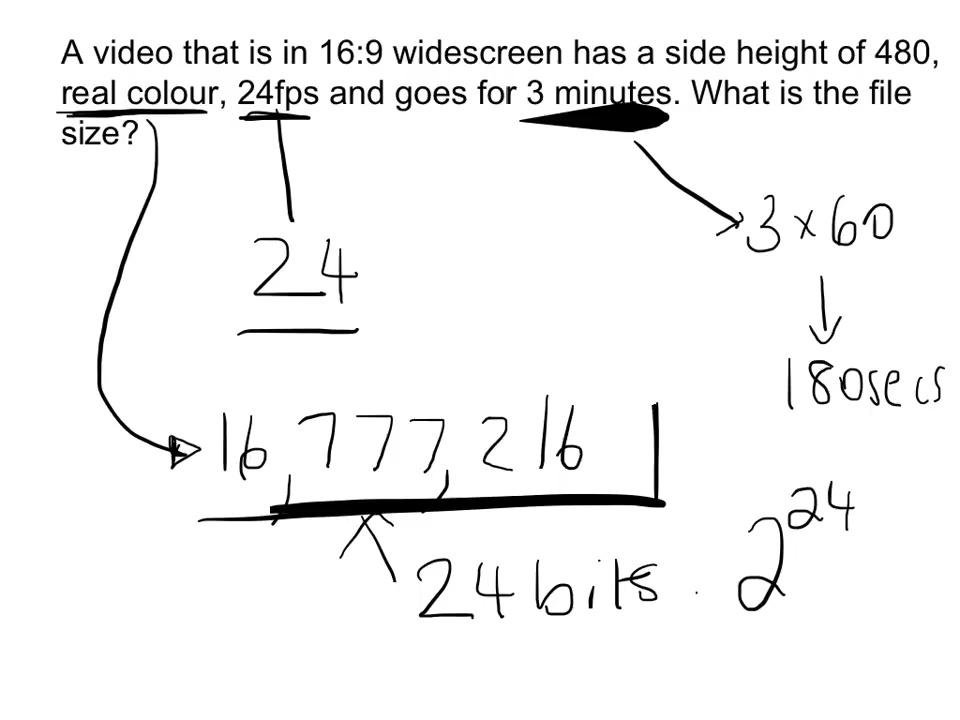 A video that is in 16:9 widescreen has a side height of 480,
real colour, 24fps and goes for 3 minutes. What is the file
size?
3 x 60
24
180secs
16,777,216
24 bits . 2^24